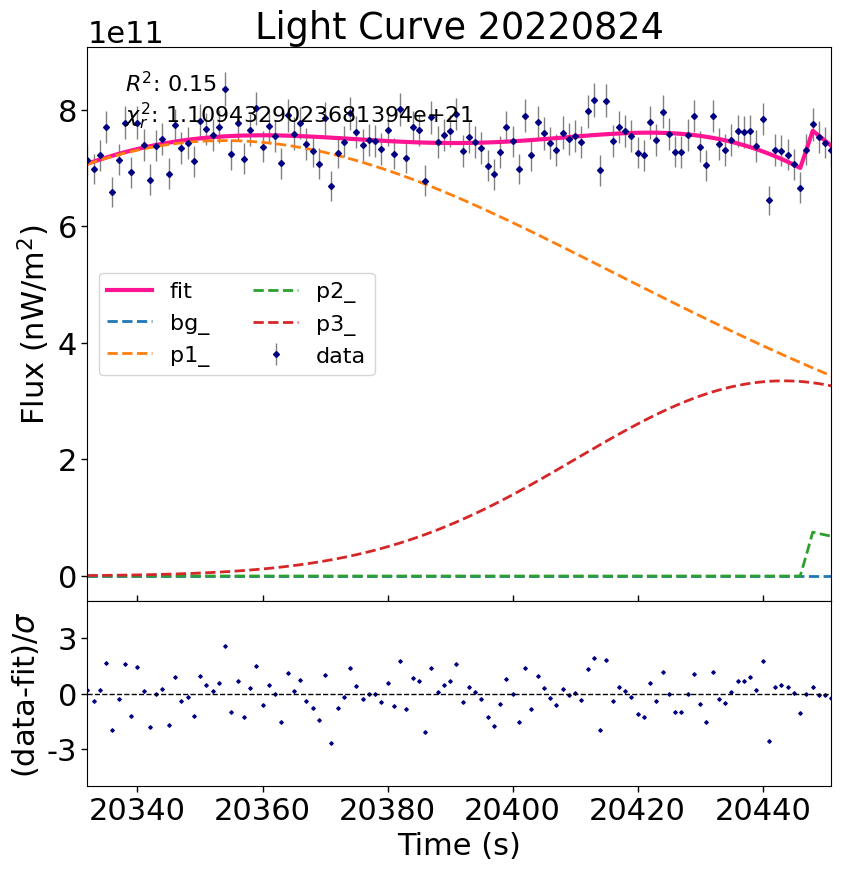 Light Curve 20220824
1e11
R²: 0.15
χ²ᵣ: 1.1094329023681394e+21
8
6
4
2
0
Flux (nW/m²)
fit
bg_
p1_
p2_
p3_
data
3
0
-3
(data-fit)/σ
20340 20360 20380 20400 20420 20440
Time (s)